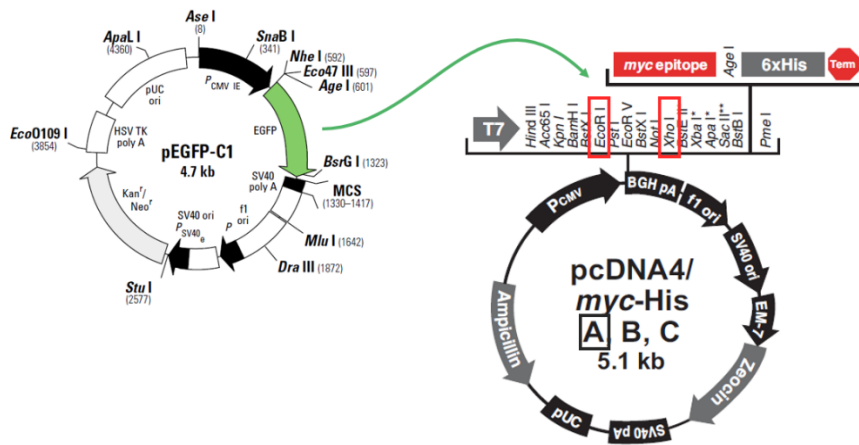 Ase I
(8)
SnaB I
(341)
ApaL I
(4360)
Nhe I (592)
Eco47 III (597)
Age I
(601)
P CMV IE
pUC
ori
EGFP
HSV TK
poly A
EcoO109 I
(3854)
pEGFP-C1
4.7 kb
BsrG I (1323)
SV40
poly A
MCS
(1330–1417)
Kanr/
Neor
SV40 ori
P SV40e
f1
ori
P
Mlu I (1642)
Dra III (1872)
Stu I
(2577)
myc epitope
Age I
6xHis
Term
T7
Hind III
Acc65 I
Kpn I
BamH I
BstX I
EcoR I
Pst I
EcoR V
BstX I
Not I
Xho I
BstE II
Xba I*
Apa I*
Sac II**
BstB I
Pme I
PCMV
BGH pA
f1 ori
SV40 ori
EM-7
Zeocin
SV40 pA
pUC
Ampicillin
pcDNA4/
myc-His
A, B, C
5.1 kb